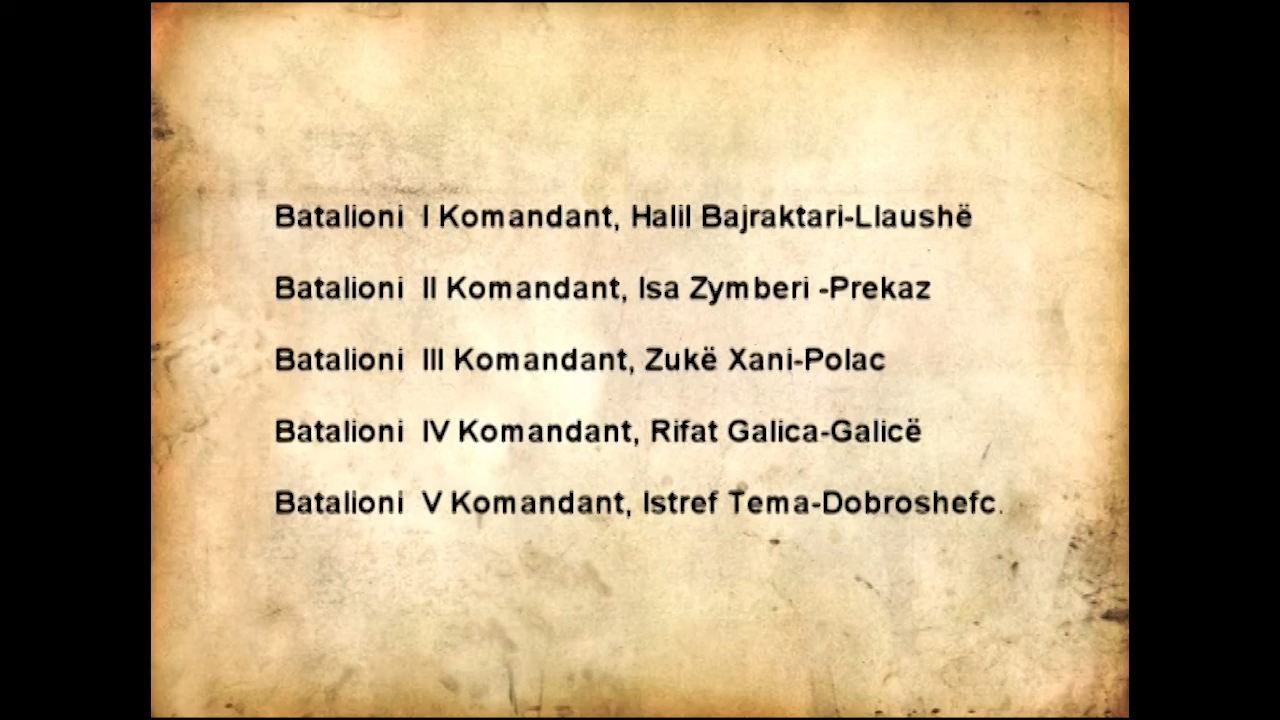 Batalioni I Komandant, Halil Bajraktari-Llaushë
Batalioni II Komandant, Isa Zymberi -Prekaz
Batalioni III Komandant, Zukë Xani-Polac
Batalioni IV Komandant, Rifat Galica-Galicë
Batalioni V Komandant, Istref Tema-Dobroshefc.